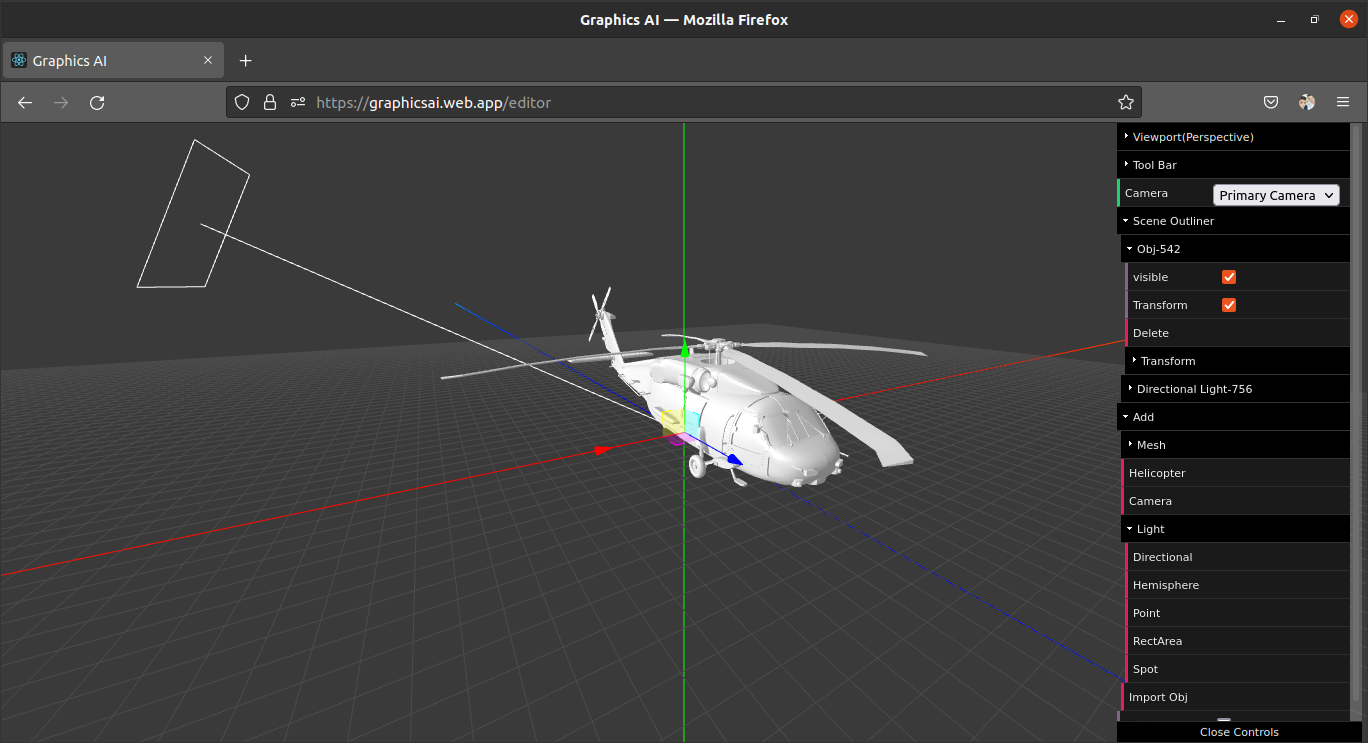 Graphics AI — Mozilla Firefox
Graphics AI
https://graphicsai.web.app/editor
Viewport(Perspective)
Tool Bar
Camera Primary Camera
Scene Outliner
Obj-542
visible
Transform
Delete
Transform
Directional Light-756
Add
Mesh
Helicopter
Camera
Light
Directional
Hemisphere
Point
RectArea
Spot
Import Obj
Close Controls